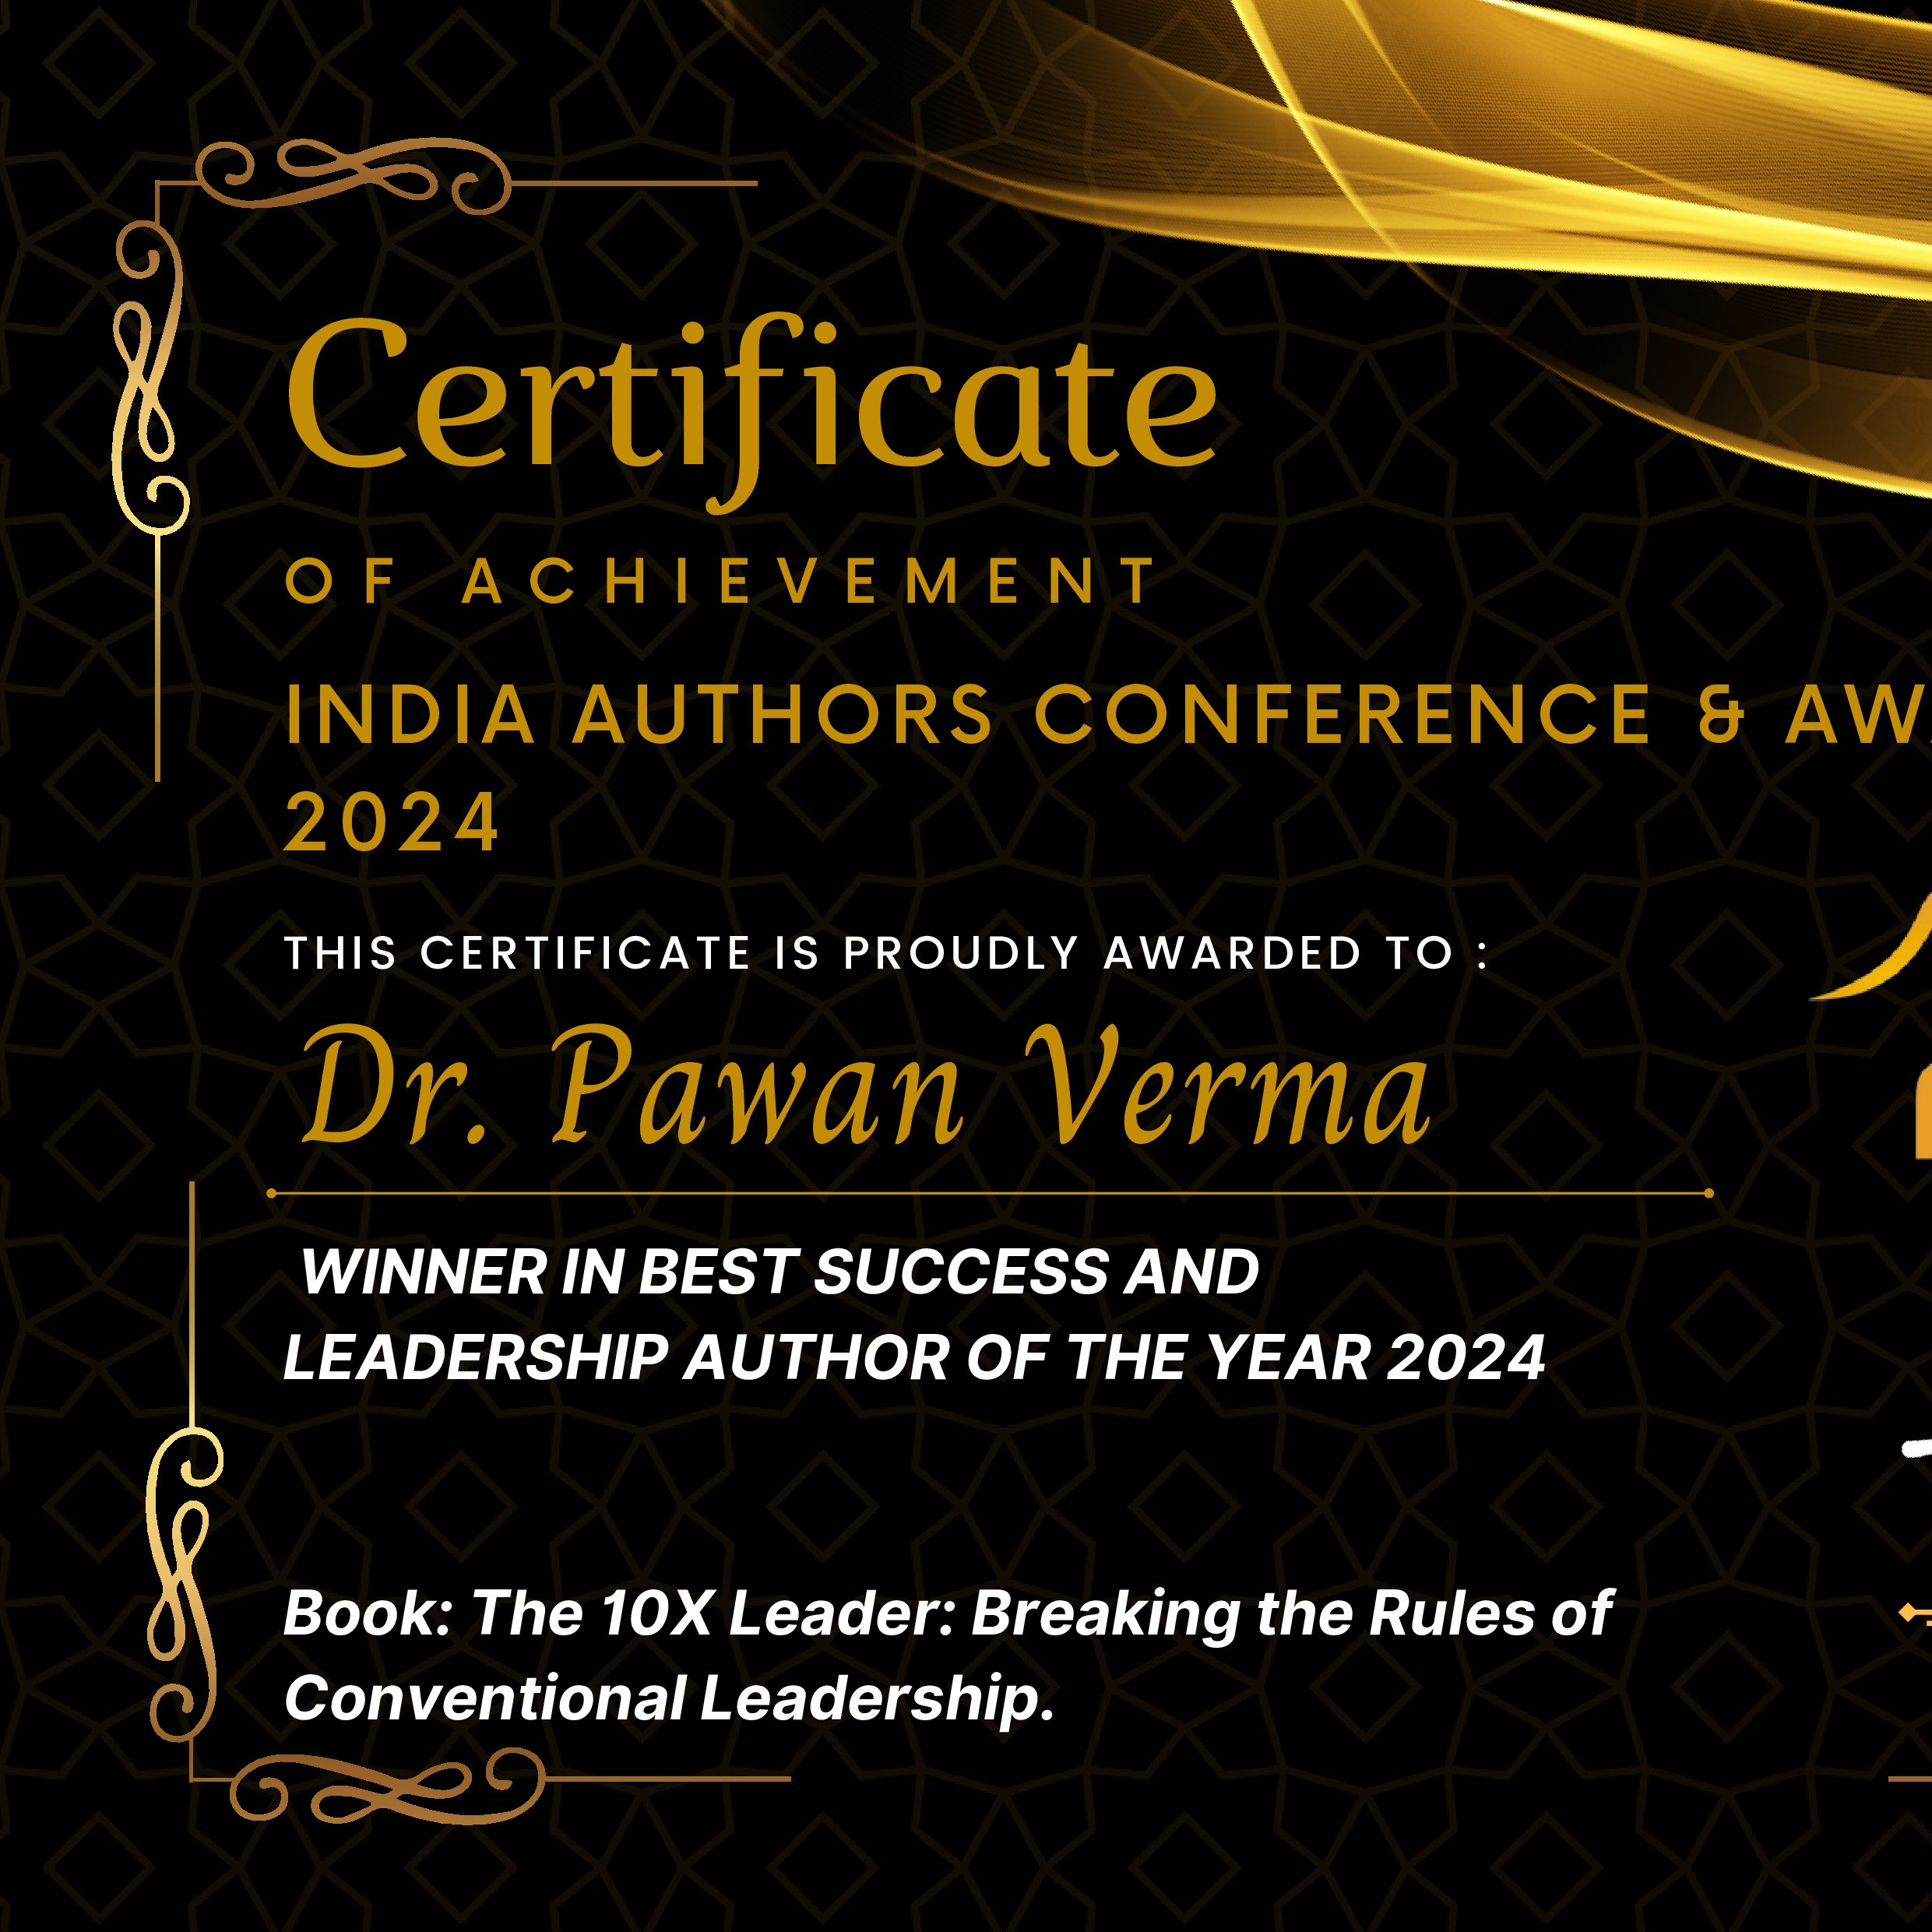 Certificate
OF ACHIEVEMENT
INDIA AUTHORS CONFERENCE &
2024
THIS CERTIFICATE IS PROUDLY AWARDED TO :
Dr. Pawan Verma
WINNER IN BEST SUCCESS AND
LEADERSHIP AUTHOR OF THE YEAR 2024
Book: The 10X Leader: Breaking the Rules of
Conventional Leadership.